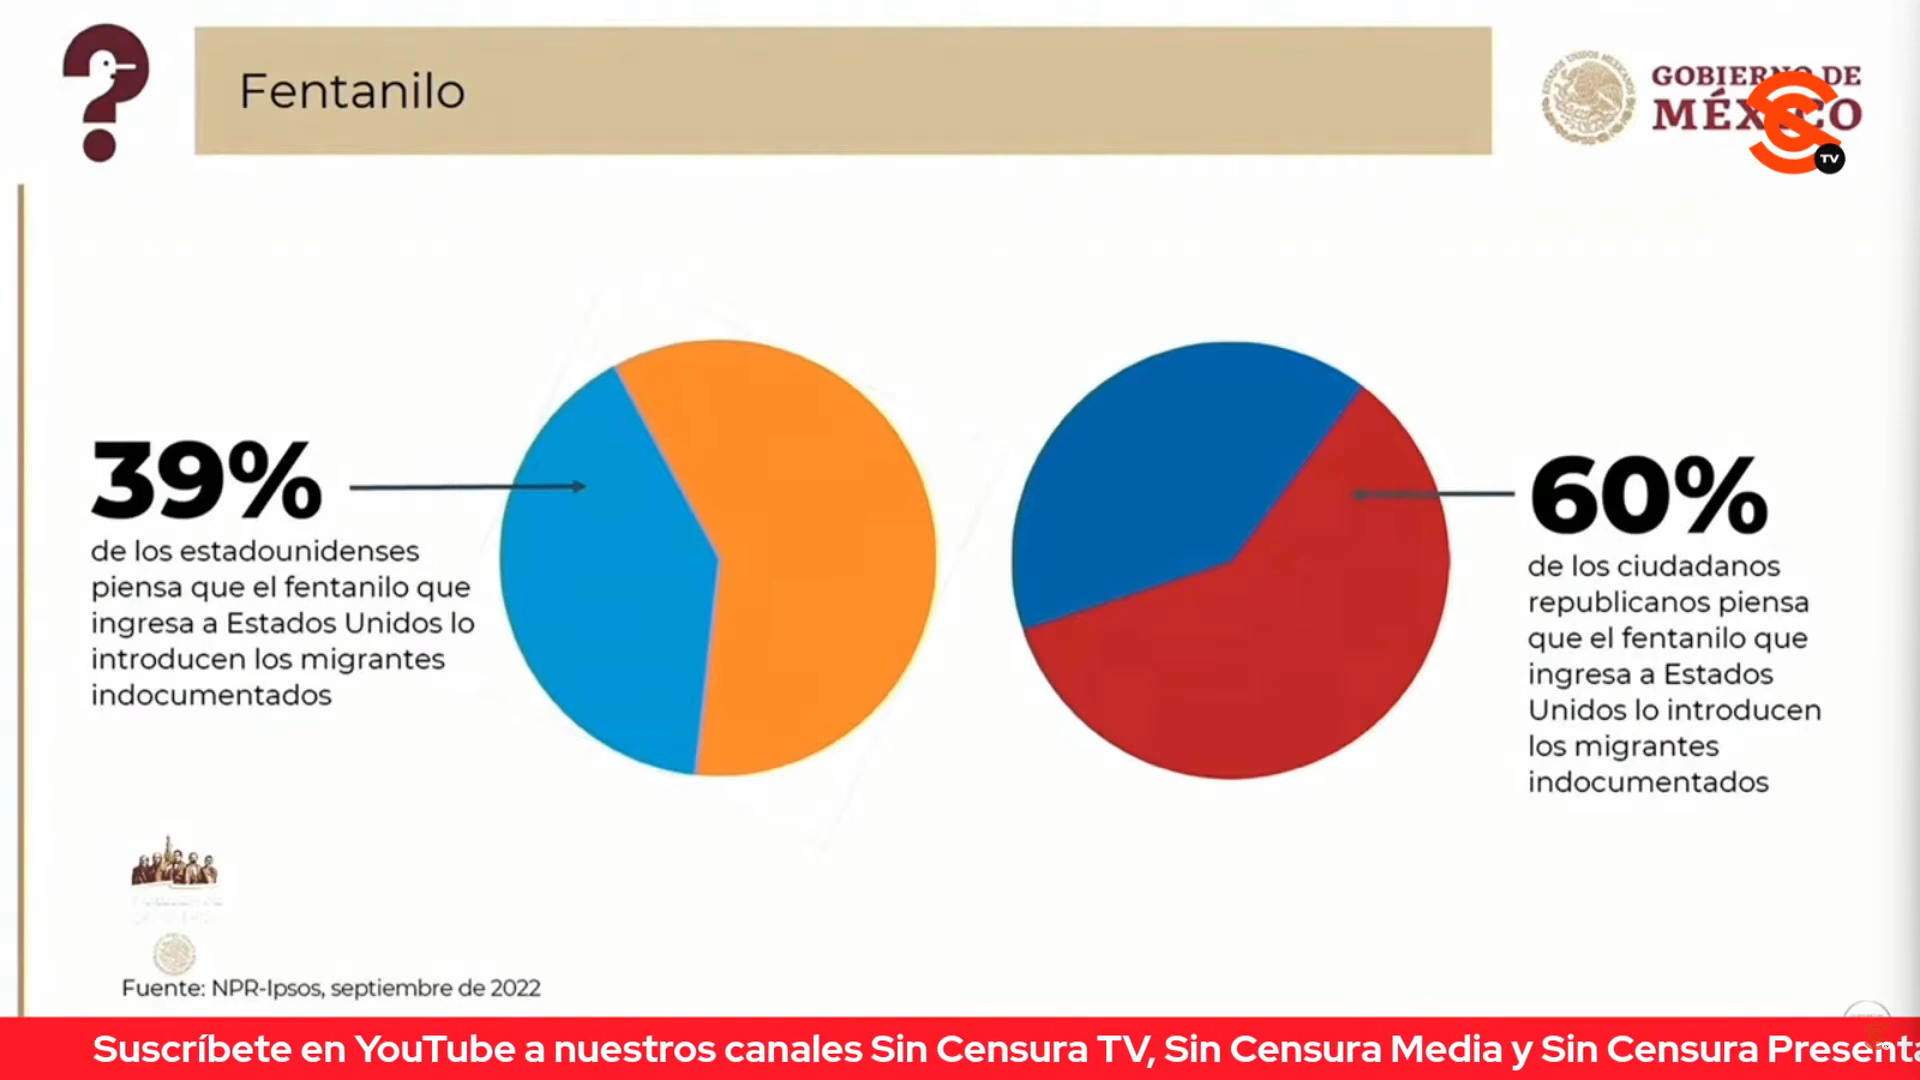 Fentanilo
GOBIERNO DE
MÉXICO
TV
39%
de los estadounidenses
piensa que el fentanilo que
ingresa a Estados Unidos lo
introducen los migrantes
indocumentados
60%
de los ciudadanos
republicanos piensa
que el fentanilo que
ingresa a Estados
Unidos lo introducen
los migrantes
indocumentados
Fuente: NPR-Ipsos, septiembre de 2022
Suscríbete en YouTube a nuestros canales Sin Censura TV, Sin Censura Media y Sin Censura Presenta